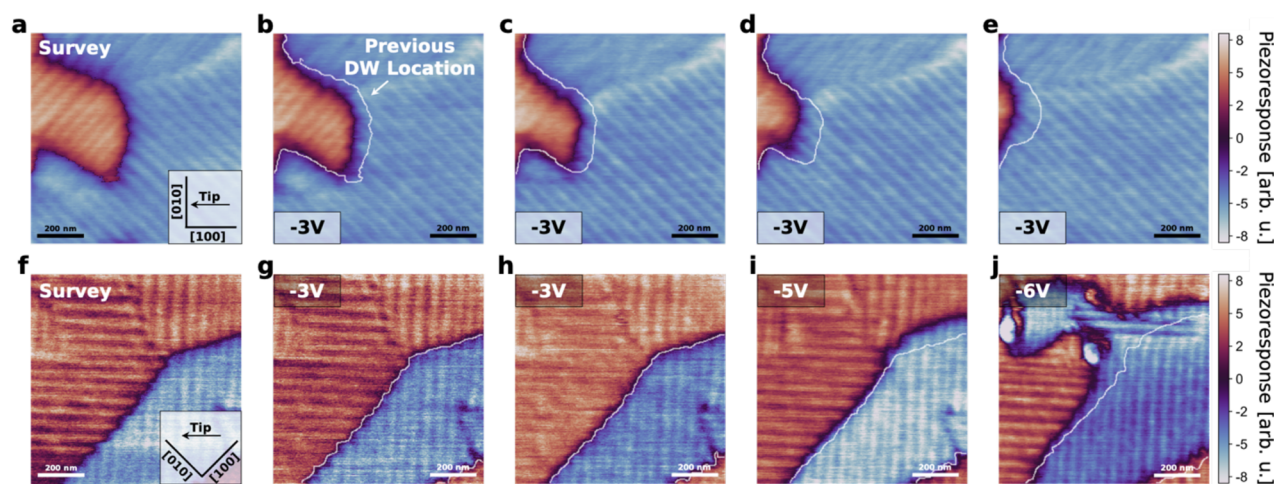 a
Survey
[010]
Tip
[100]
200 nm
b
Previous
DW Location
-3V
200 nm
c
-3V
200 nm
d
-3V
200 nm
e
-3V
200 nm
8
5
2
0
-2
-5
-8
Piezoresponse [arb. u.]
f
Survey
Tip
[010]
[100]
200 nm
g
-3V
200 nm
h
-3V
200 nm
i
-5V
200 nm
j
-6V
200 nm
8
5
2
0
-2
-5
-8
Piezoresponse [arb. u.]